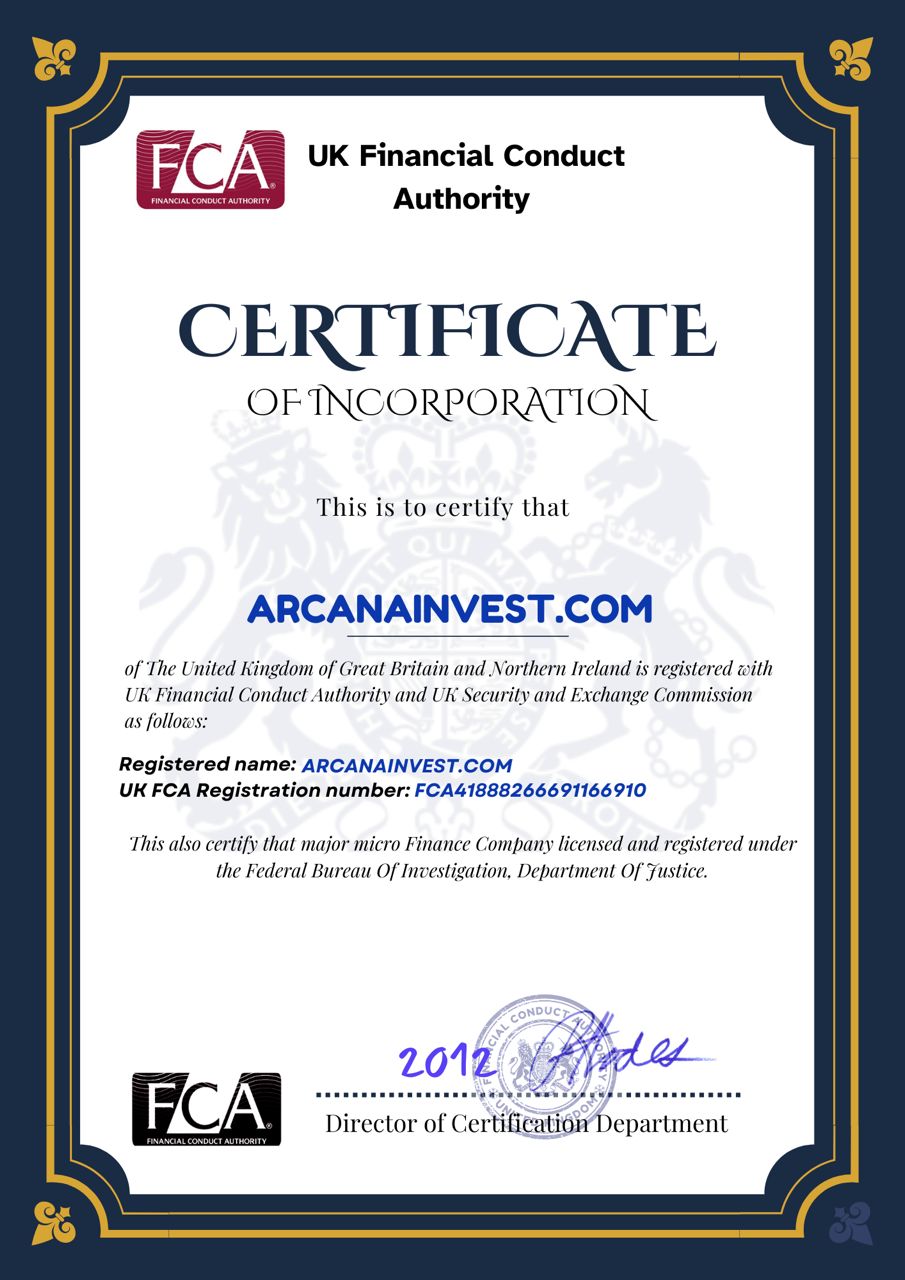 FCA®
FINANCIAL CONDUCT AUTHORITY
UK Financial Conduct
Authority
CERTIFICATE
OF INCORPORATION
This is to certify that
QUI
ARCANAINVEST.COM
of The United Kingdom of Great Britain and Northern Ireland is registered with
UK Financial Conduct Authority and UK Security and Exchange Commission
as follows:
Registered name: ARCANAINVEST.COM
UK FCA Registration number: FCA41888266691166910
This also certify that major micro Finance Company licensed and registered under
the Federal Bureau Of Investigation, Department Of Justice.
FINANCIAL CONDUCT AUTHORITY
UNITED KINGDOM
2012
FCA®
FINANCIAL CONDUCT AUTHORITY
Director of Certification Department